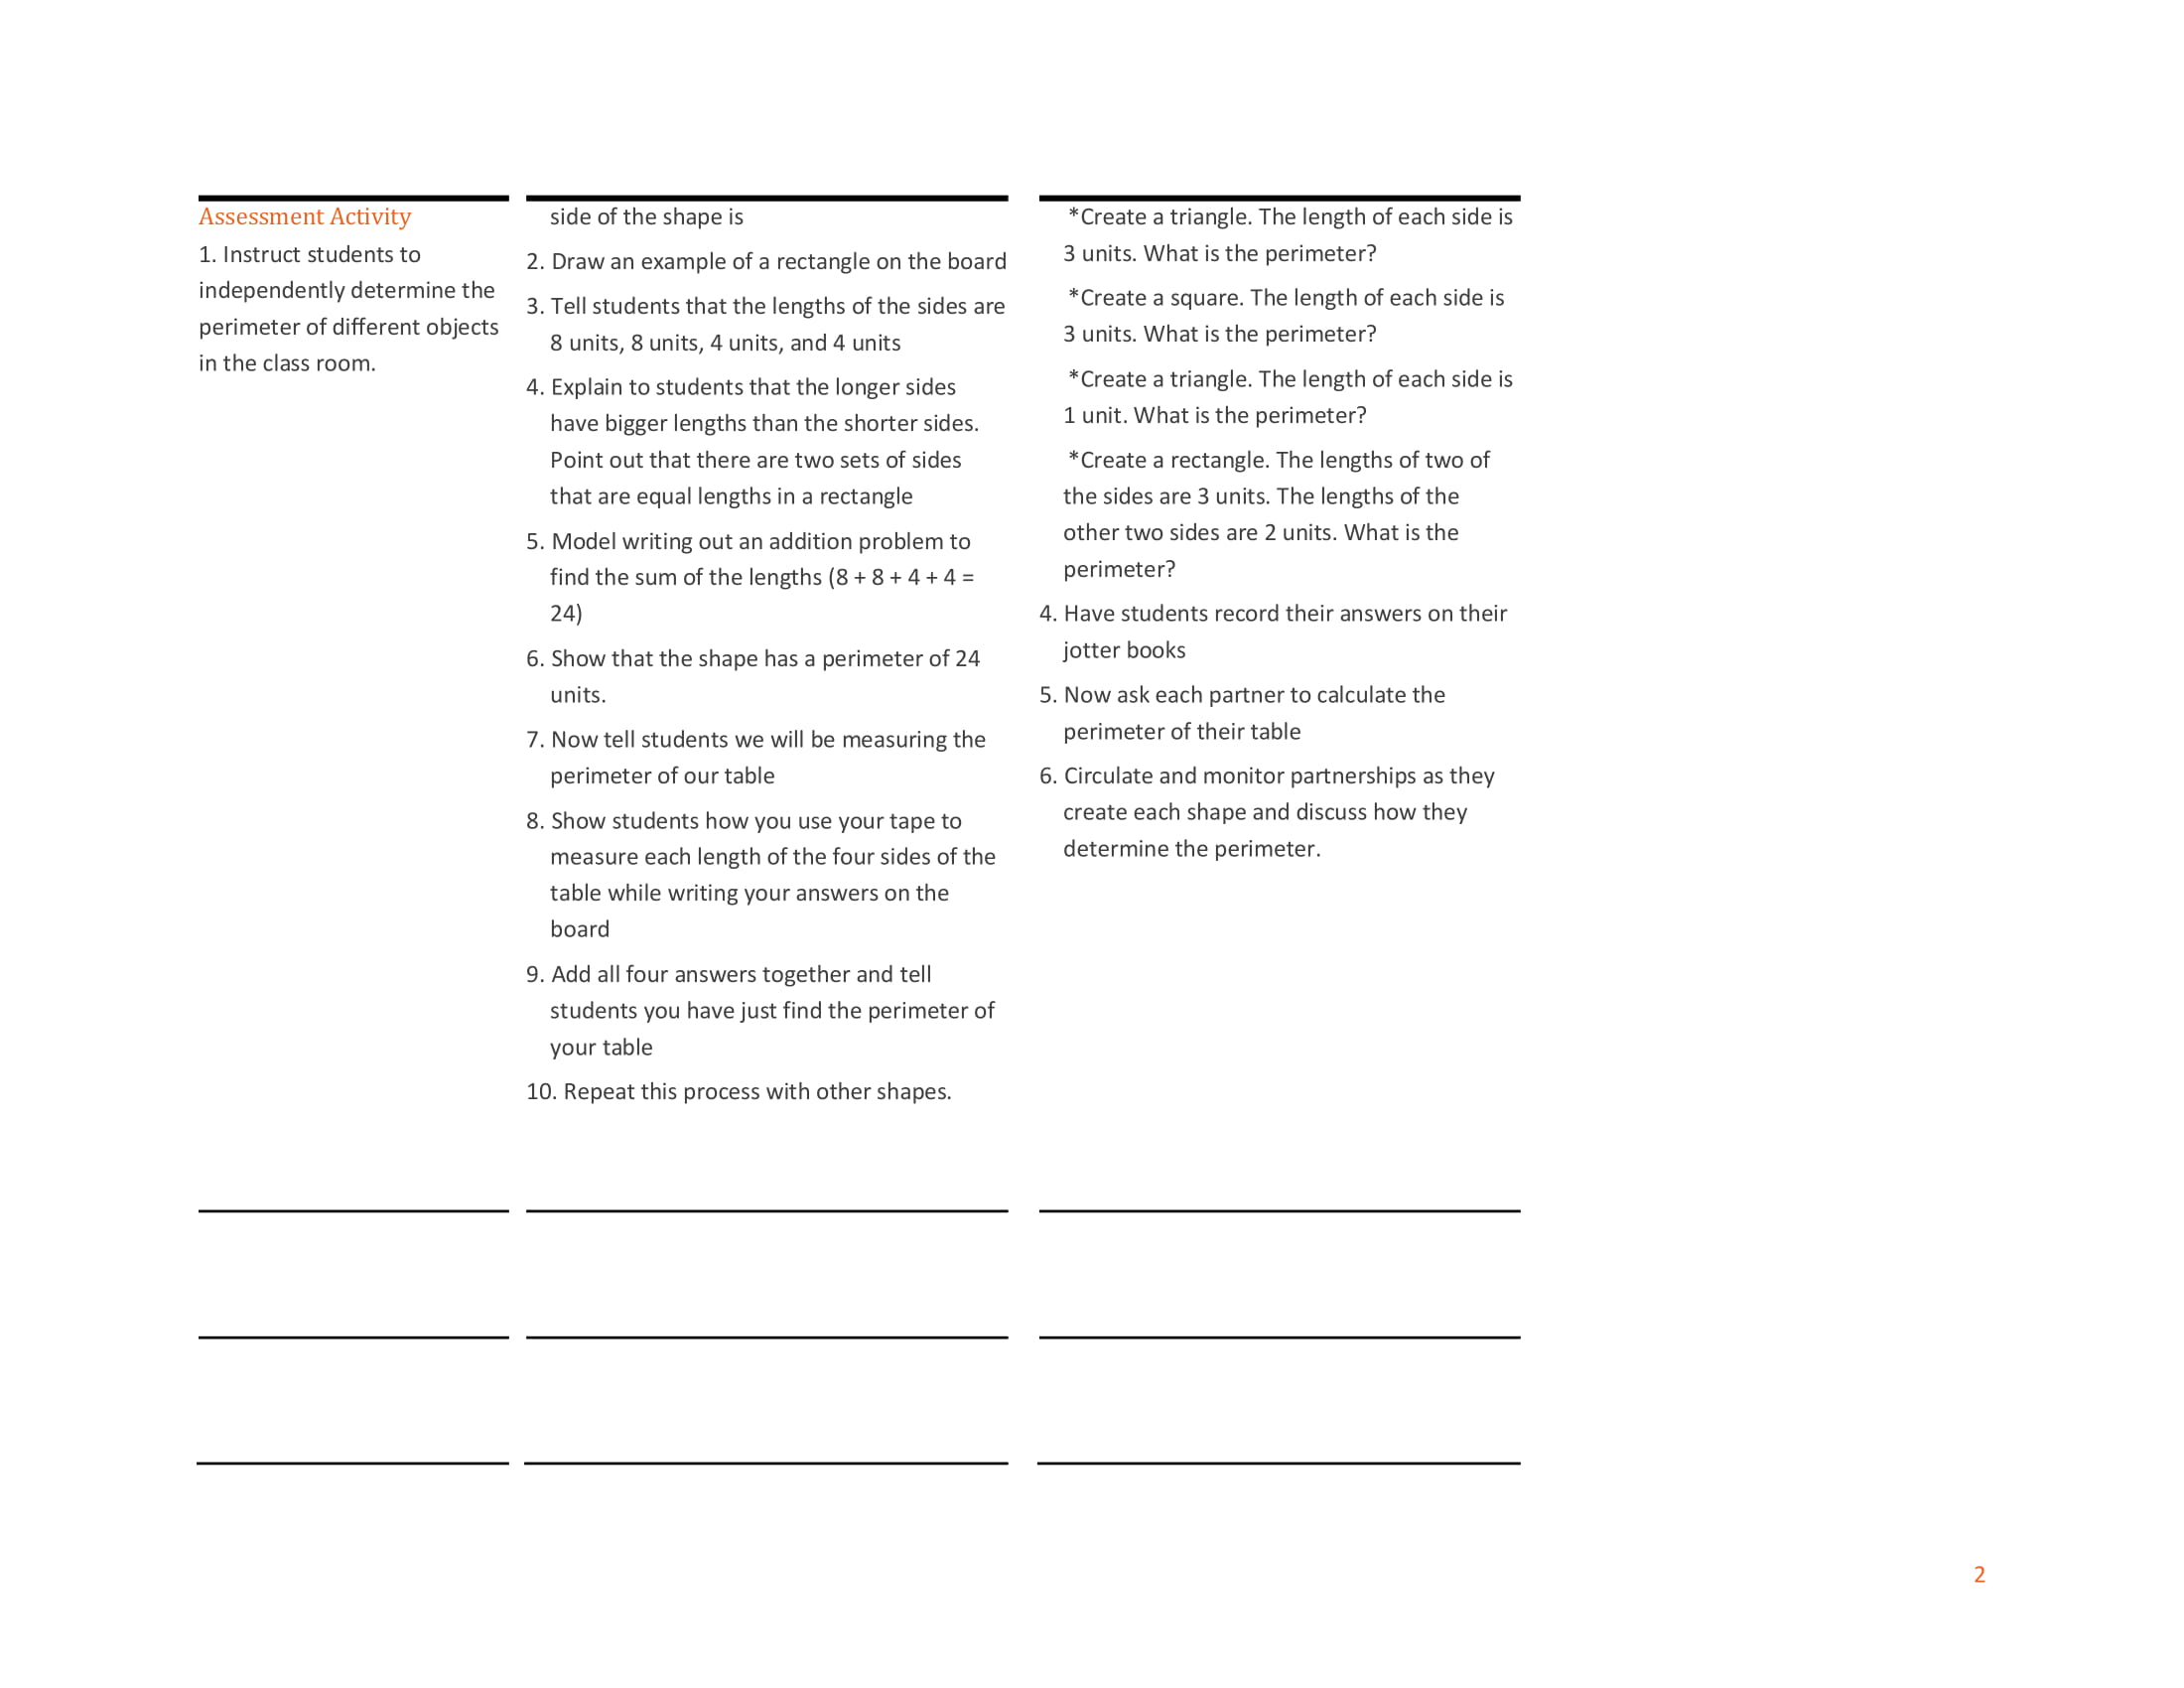 Assessment Activity
1. Instruct students to
independently determine the
perimeter of different objects
in the class room.
side of the shape is
2. Draw an example of a rectangle on the board
3. Tell students that the lengths of the sides are
8 units, 8 units, 4 units, and 4 units
4. Explain to students that the longer sides
have bigger lengths than the shorter sides.
Point out that there are two sets of sides
that are equal lengths in a rectangle
5. Model writing out an addition problem to
find the sum of the lengths (8 + 8 + 4 + 4 =
24)
6. Show that the shape has a perimeter of 24
units.
7. Now tell students we will be measuring the
perimeter of our table
8. Show students how you use your tape to
measure each length of the four sides of the
table while writing your answers on the
board
9. Add all four answers together and tell
students you have just find the perimeter of
your table
10. Repeat this process with other shapes.
*Create a triangle. The length of each side is
3 units. What is the perimeter?
*Create a square. The length of each side is
3 units. What is the perimeter?
*Create a triangle. The length of each side is
1 unit. What is the perimeter?
*Create a rectangle. The lengths of two of
the sides are 3 units. The lengths of the
other two sides are 2 units. What is the
perimeter?
4. Have students record their answers on their
jotter books
5. Now ask each partner to calculate the
perimeter of their table
6. Circulate and monitor partnerships as they
create each shape and discuss how they
determine the perimeter.
2